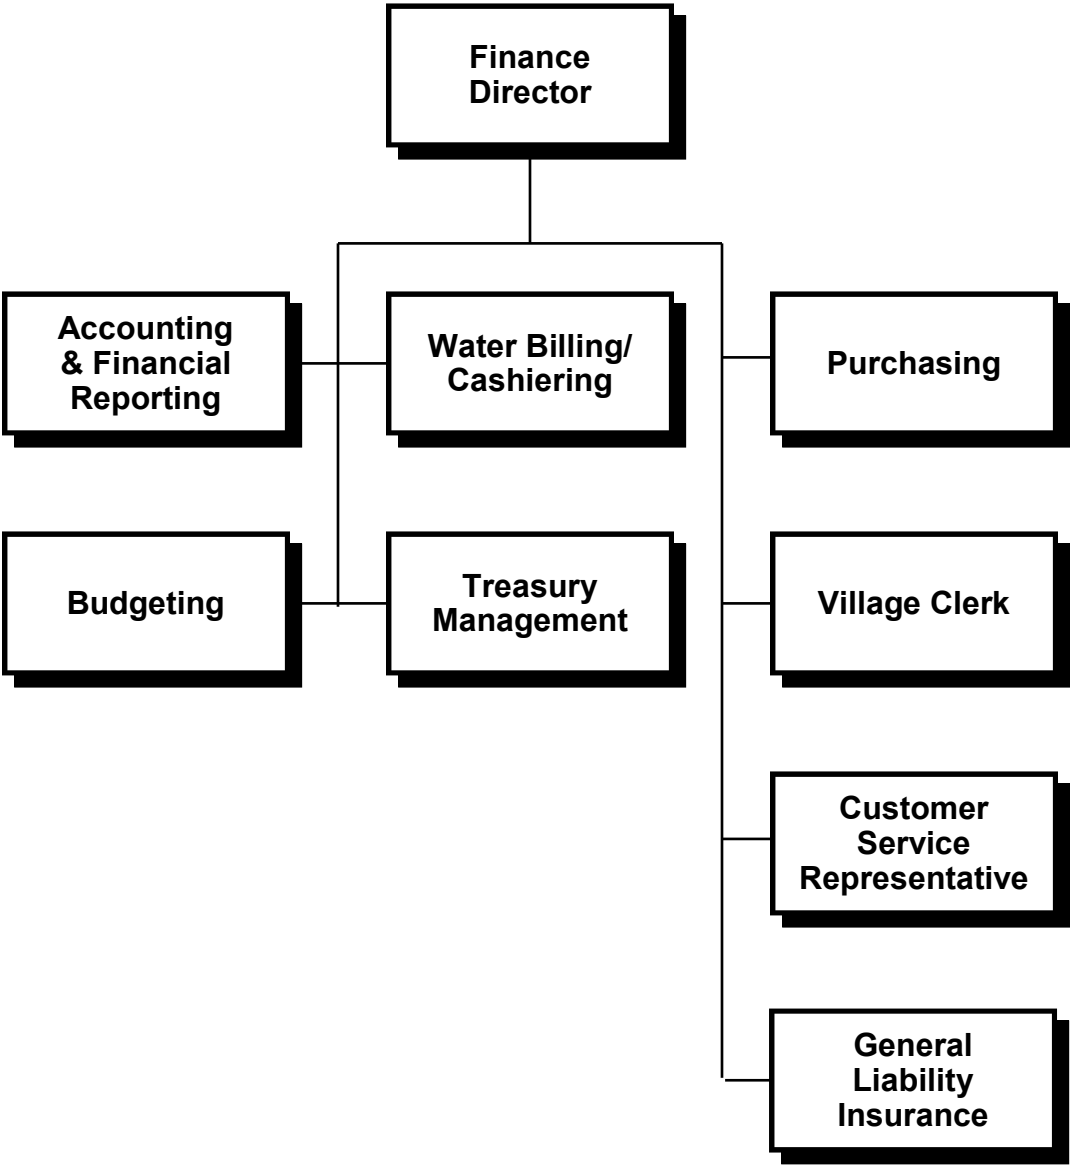 Finance
Director
Accounting
& Financial
Reporting
Water Billing/
Cashiering
Purchasing
Budgeting
Treasury
Management
Village Clerk
Customer
Service
Representative
General
Liability
Insurance